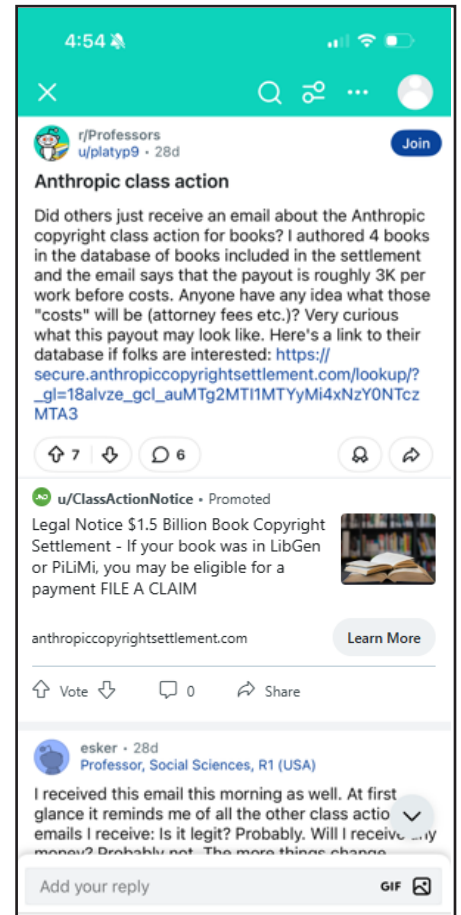 4:54
r/Professors
u/platyp9 • 28d
Join
Anthropic class action
Did others just receive an email about the Anthropic
copyright class action for books? I authored 4 books
in the database of books included in the settlement
and the email says that the payout is roughly 3K per
work before costs. Anyone have any idea what those
"costs" will be (attorney fees etc.)? Very curious
what this payout may look like. Here's a link to their
database if folks are interested: https://
secure.anthropiccopyrightsettlement.com/lookup/?
_gl=18alvze_gcl_auMTg2MTI1MTYyMi4xNzY0NTcz
MTA3
7
6
u/ClassActionNotice • Promoted
Legal Notice $1.5 Billion Book Copyright
Settlement - If your book was in LibGen
or PiLiMi, you may be eligible for a
payment FILE A CLAIM
anthropiccopyrightsettlement.com
Learn More
Vote
0
Share
esker • 28d
Professor, Social Sciences, R1 (USA)
I received this email this morning as well. At first
glance it reminds me of all the other class actio
emails I receive: Is it legit? Probably. Will I receiv ny
money? Probably not. The more things change
Add your reply
GIF